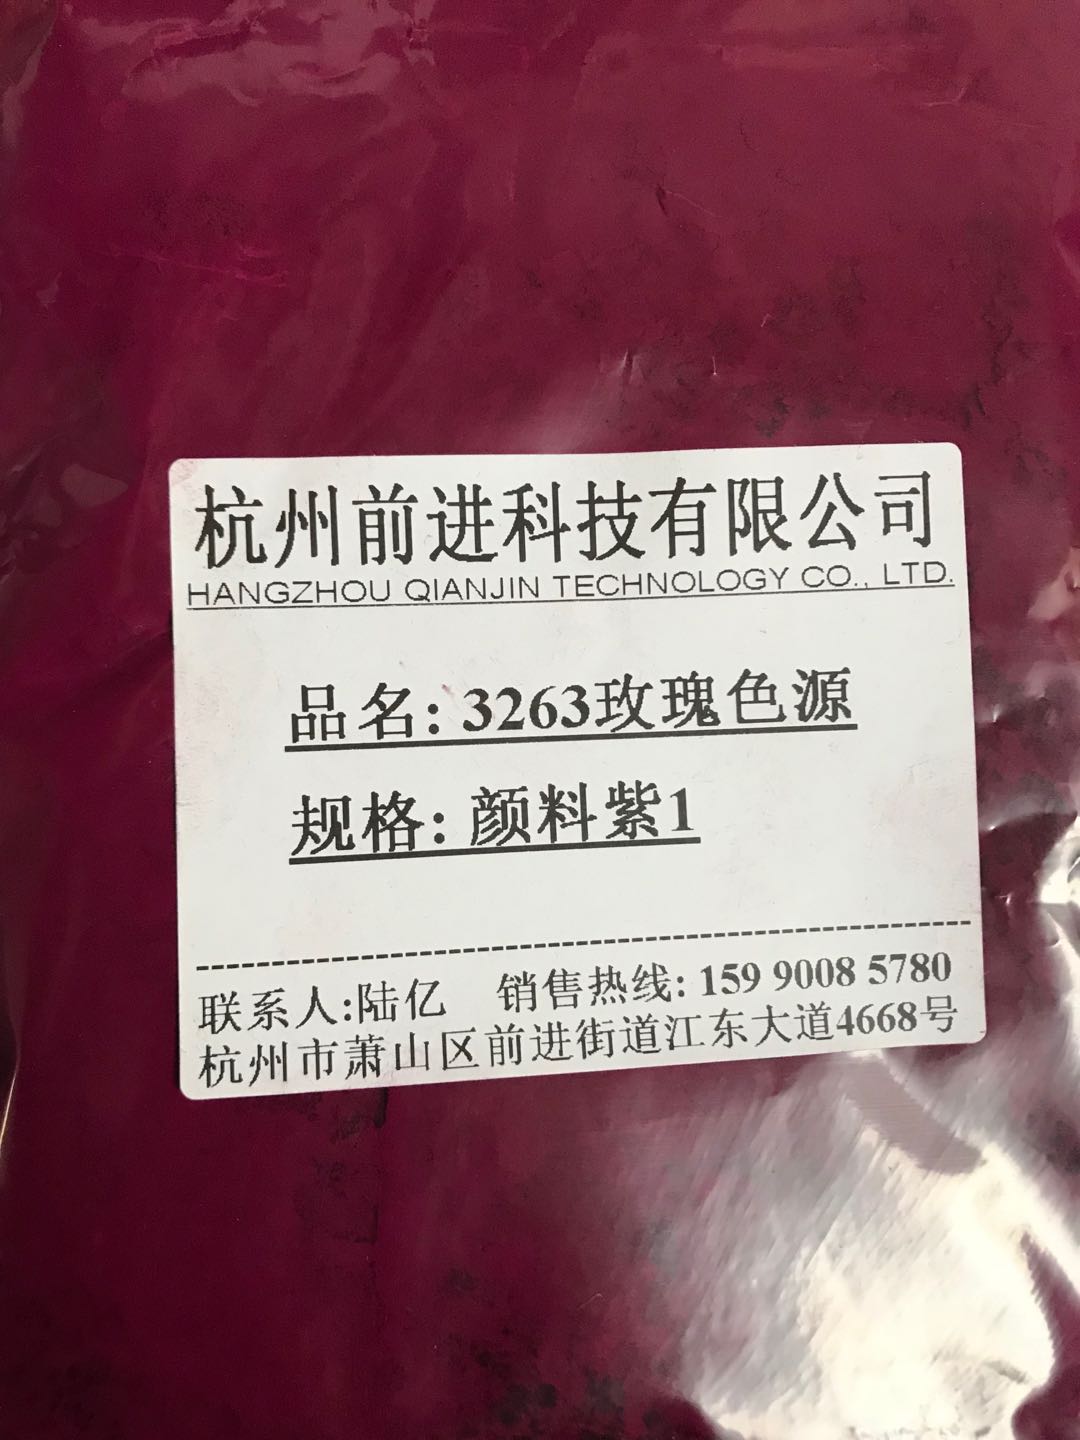 杭州前进科技有限公司
HANGZHOU QIANJIN TECHNOLOGY CO., LTD.
品名: 3263玫瑰色源
规格: 颜料紫1
联系人:陆亿 销售热线: 159 9008 5780
杭州市萧山区前进街道江东大道4668号